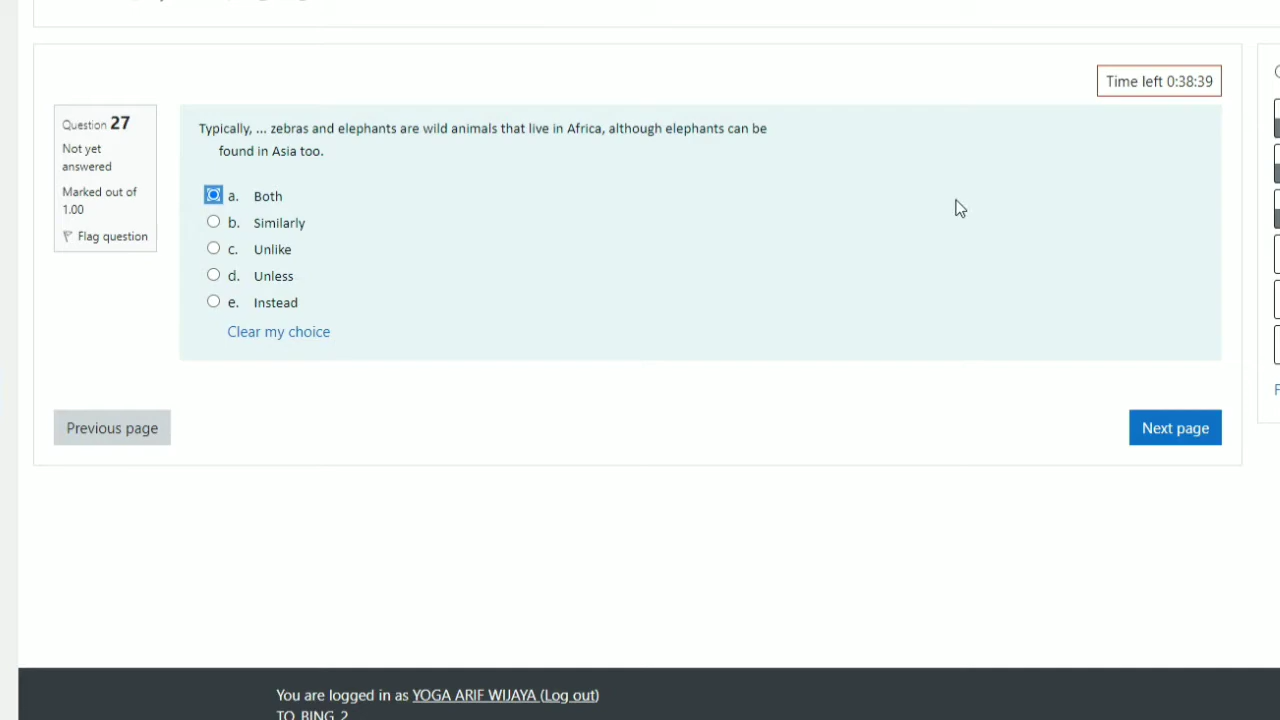 Time left 0:38:39
Question 27
Not yet
answered
Marked out of
1.00
Flag question
Typically, ... zebras and elephants are wild animals that live in Africa, although elephants can be
found in Asia too.
a. Both
b. Similarly
c. Unlike
d. Unless
e. Instead
Clear my choice
Previous page
Next page
You are logged in as YOGA ARIF WIJAYA (Log out)
TO_BING_2